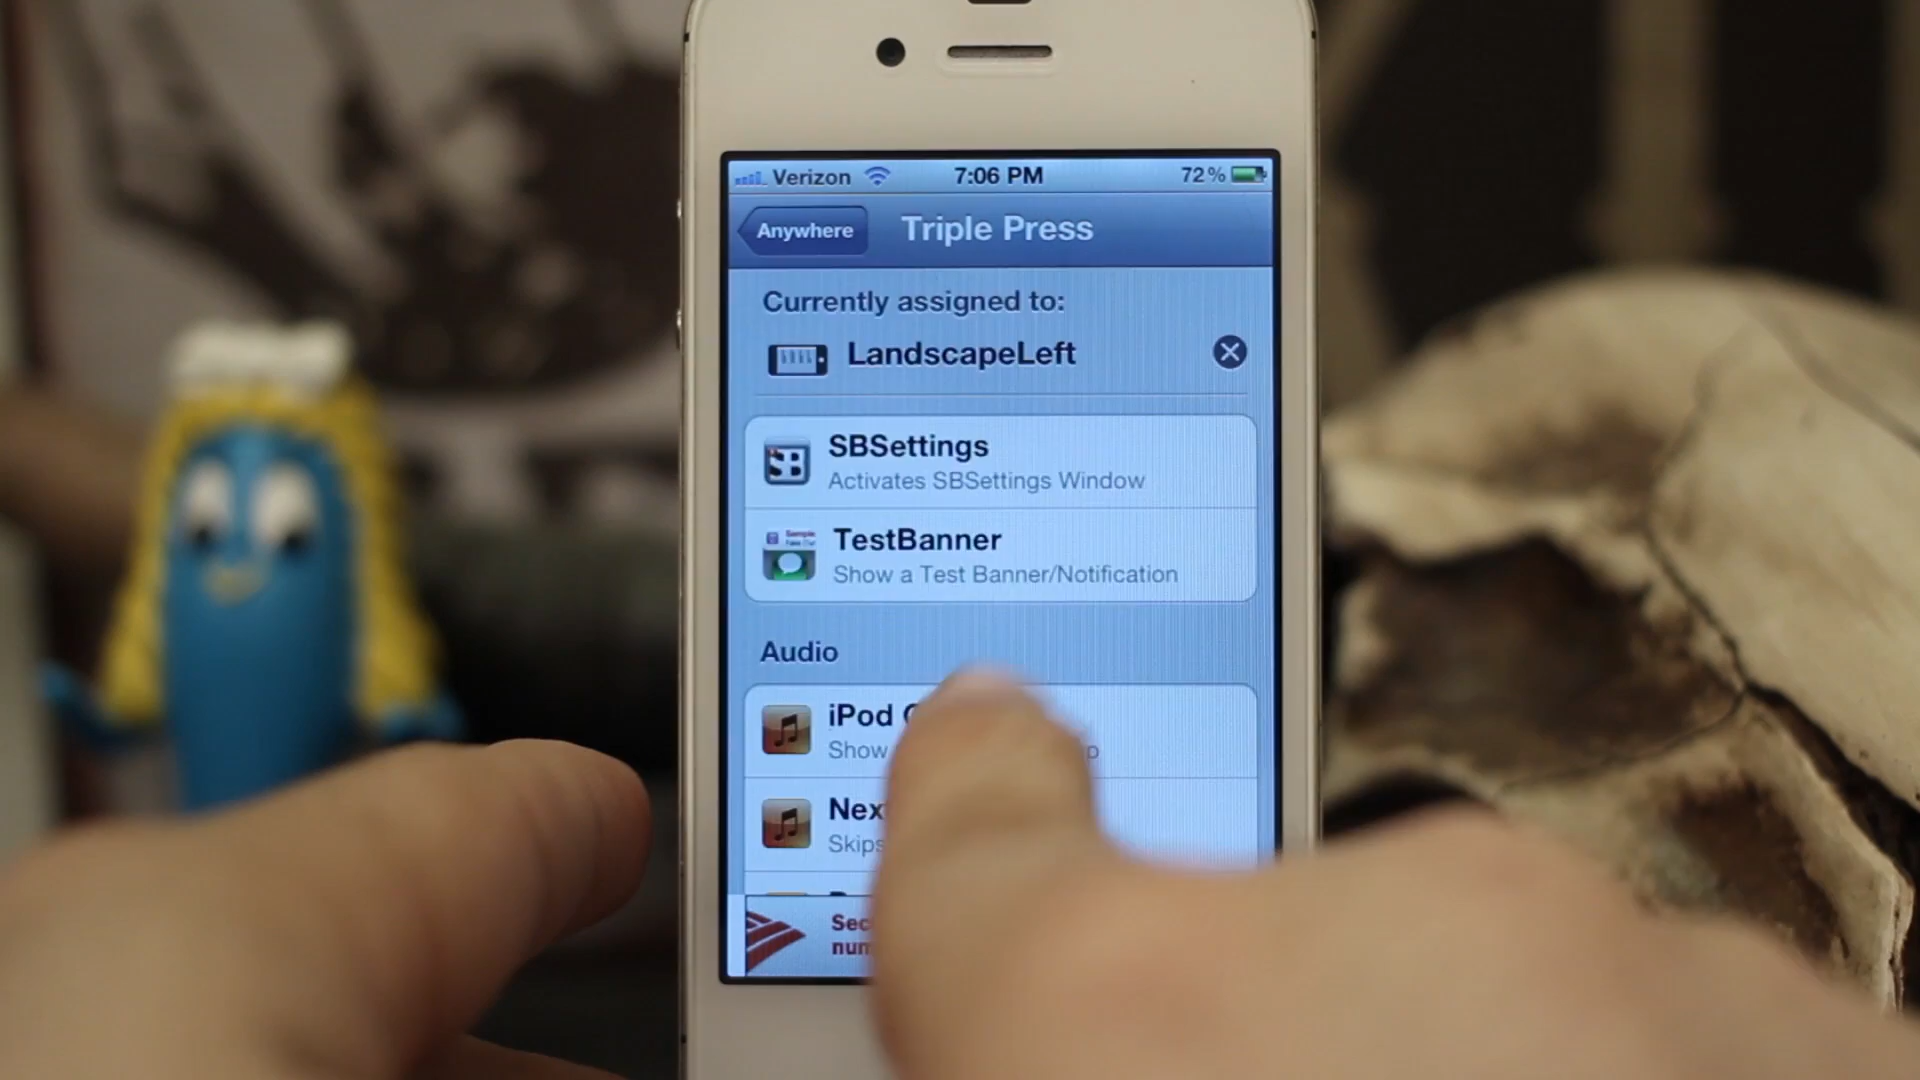 Verizon 7:06 PM 72%
Anywhere Triple Press
Currently assigned to:
LandscapeLeft
SBSettings
Activates SBSettings Window
TestBanner
Show a Test Banner/Notification
Audio
iPod
Show